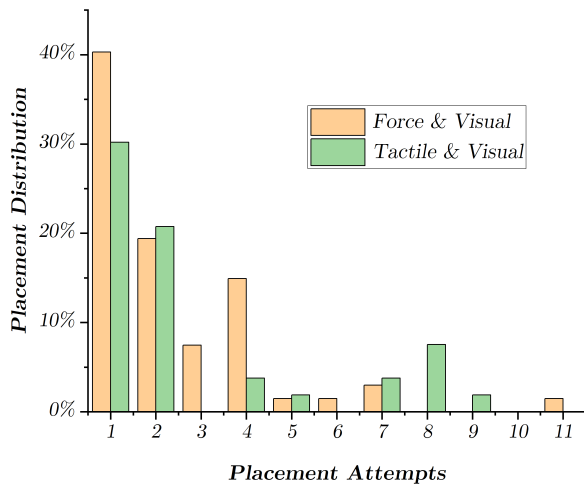 40%
30%
20%
10%
0%
Placement Distribution
Force & Visual
Tactile & Visual
1 2 3 4 5 6 7 8 9 10 11
Placement Attempts